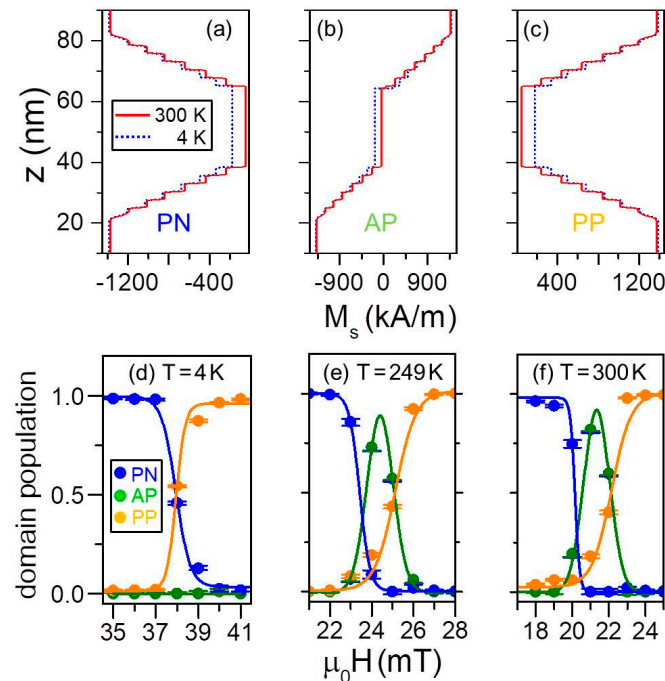 (a) (b) (c)
80
60
40
20
z (nm)
300 K
4 K
PN AP PP
-1200 -400 -900 0 900 400 1200
Ms (kA/m)
(d) T = 4 K (e) T = 249 K (f) T = 300 K
1.0
0.5
0.0
domain population
PN
AP
PP
35 37 39 41 22 24 26 28 18 20 22 24
μ0H (mT)